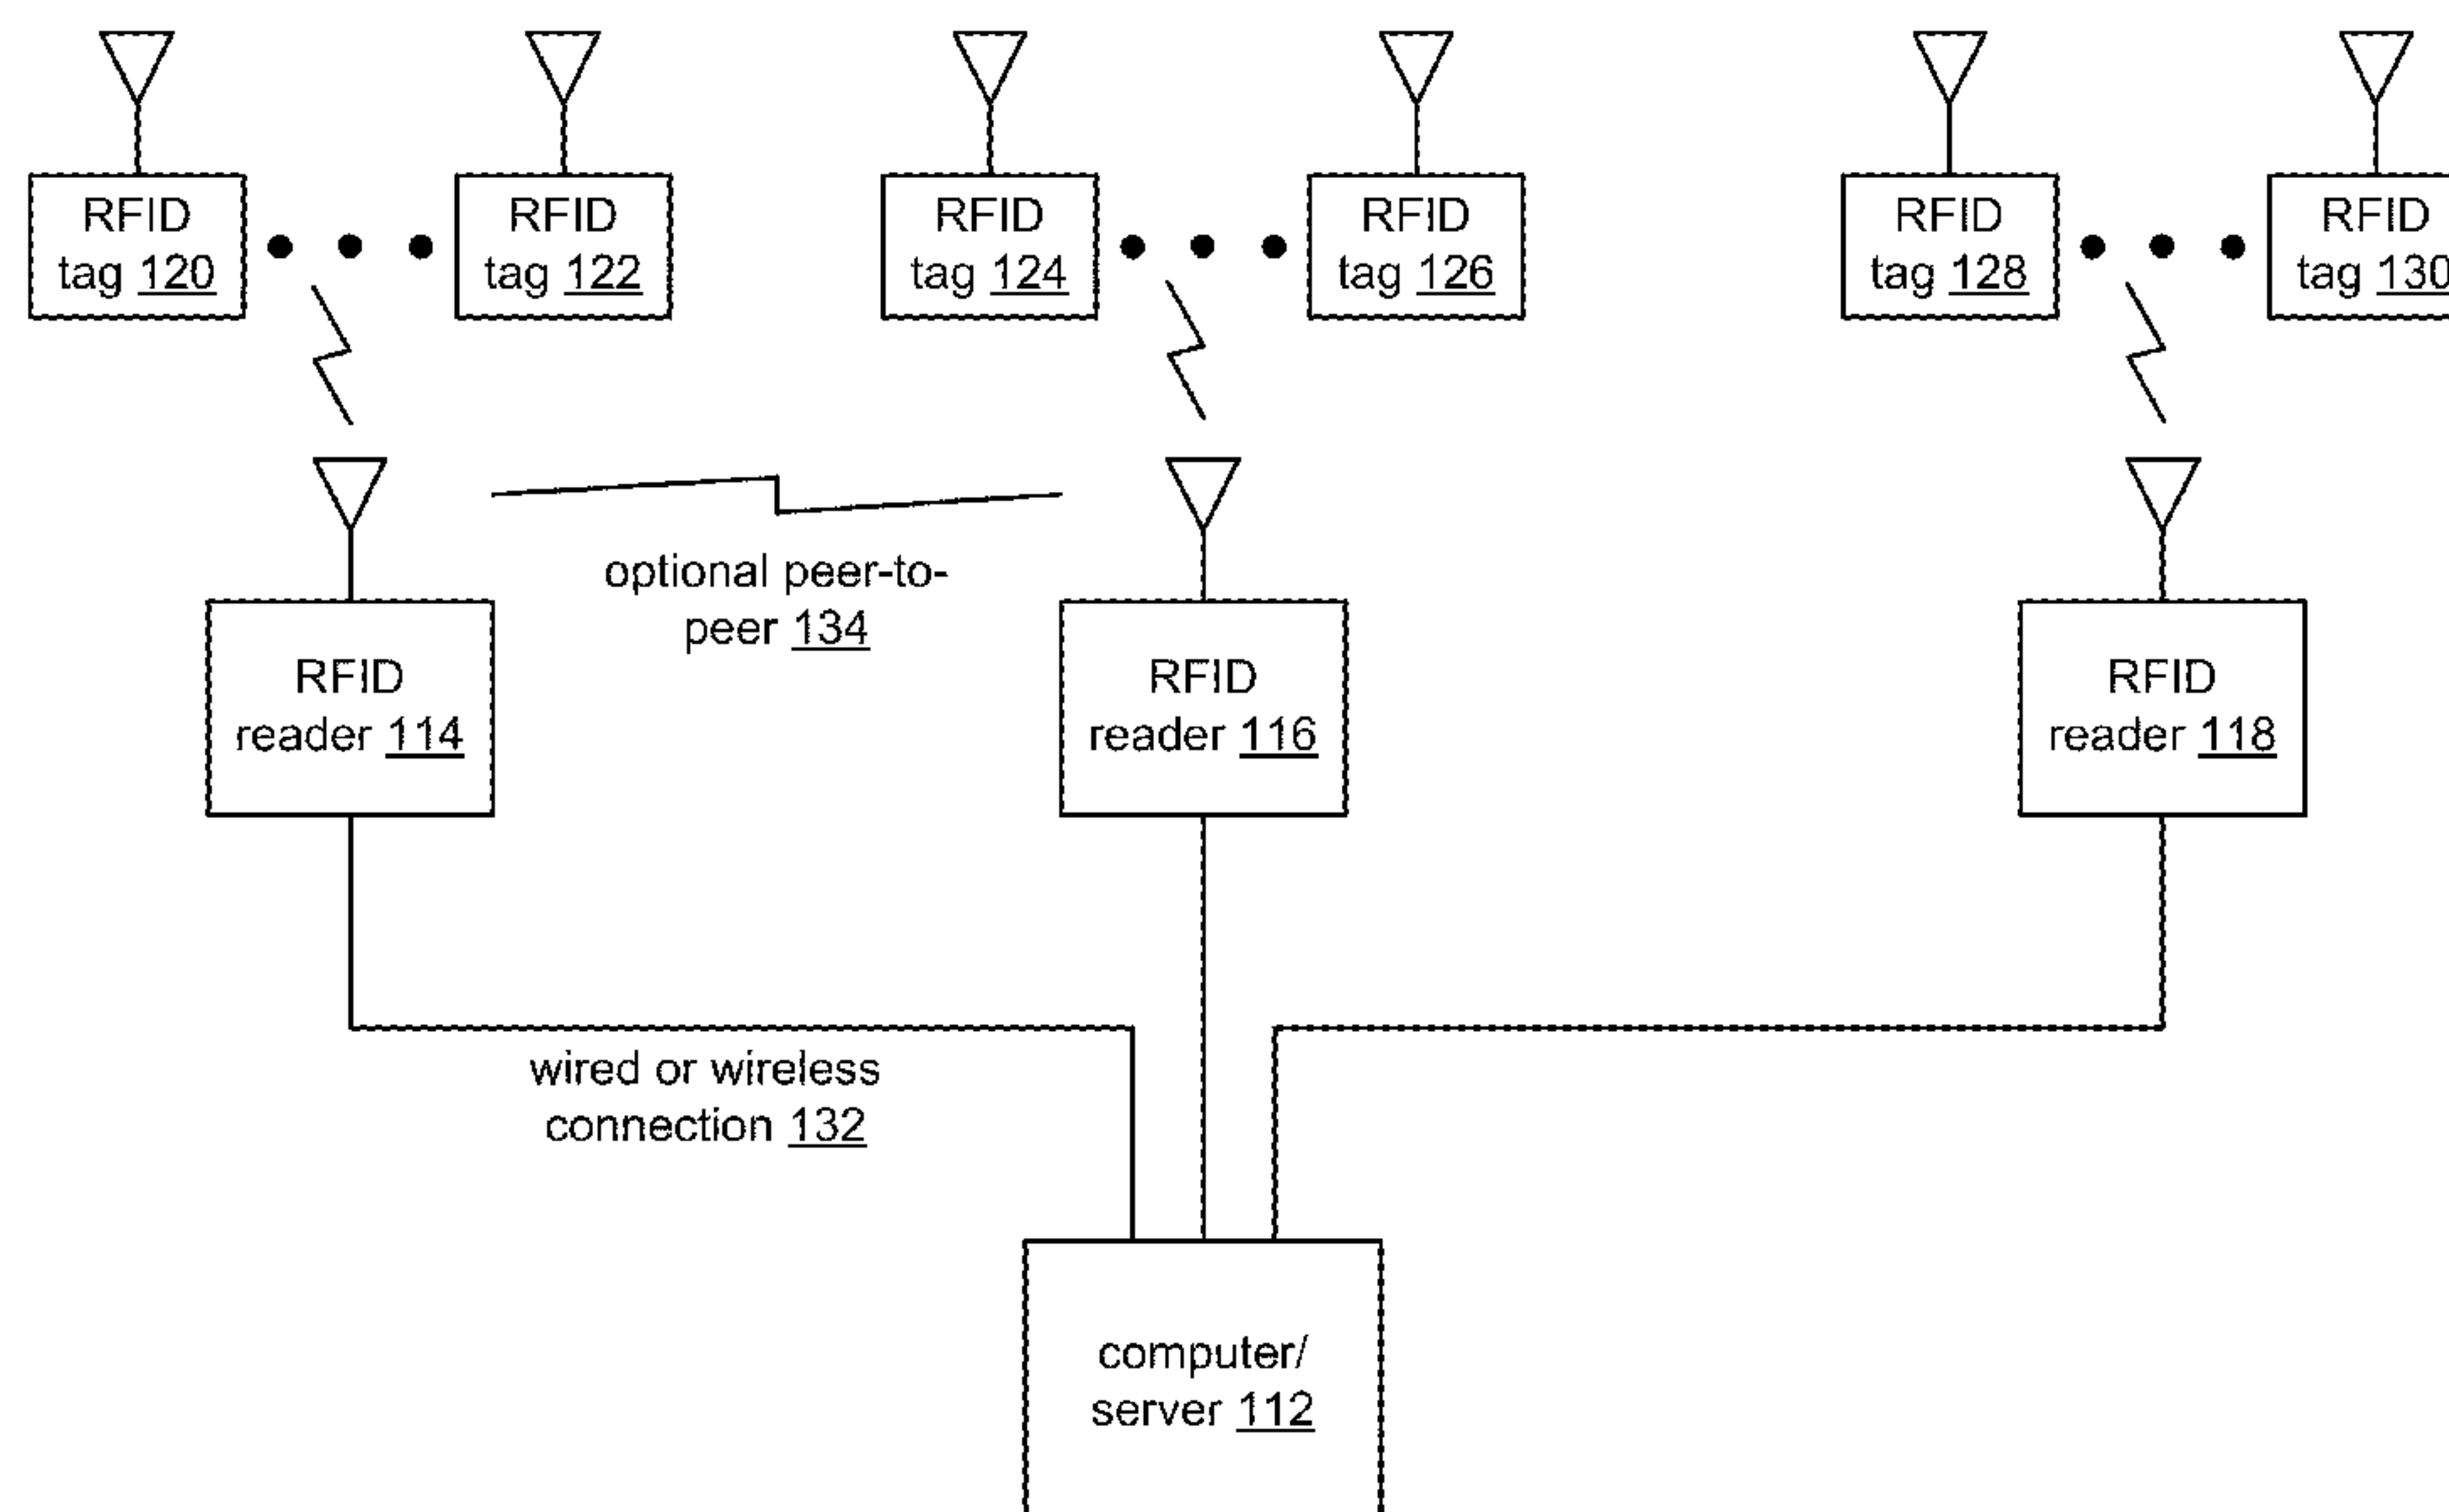 RFID
tag 120
RFID
tag 122
RFID
tag 124
RFID
tag 126
RFID
tag 128
RFID
tag 130
optional peer-to-
peer 134
RFID
reader 114
RFID
reader 116
RFID
reader 118
wired or wireless
connection 132
computer/
server 112